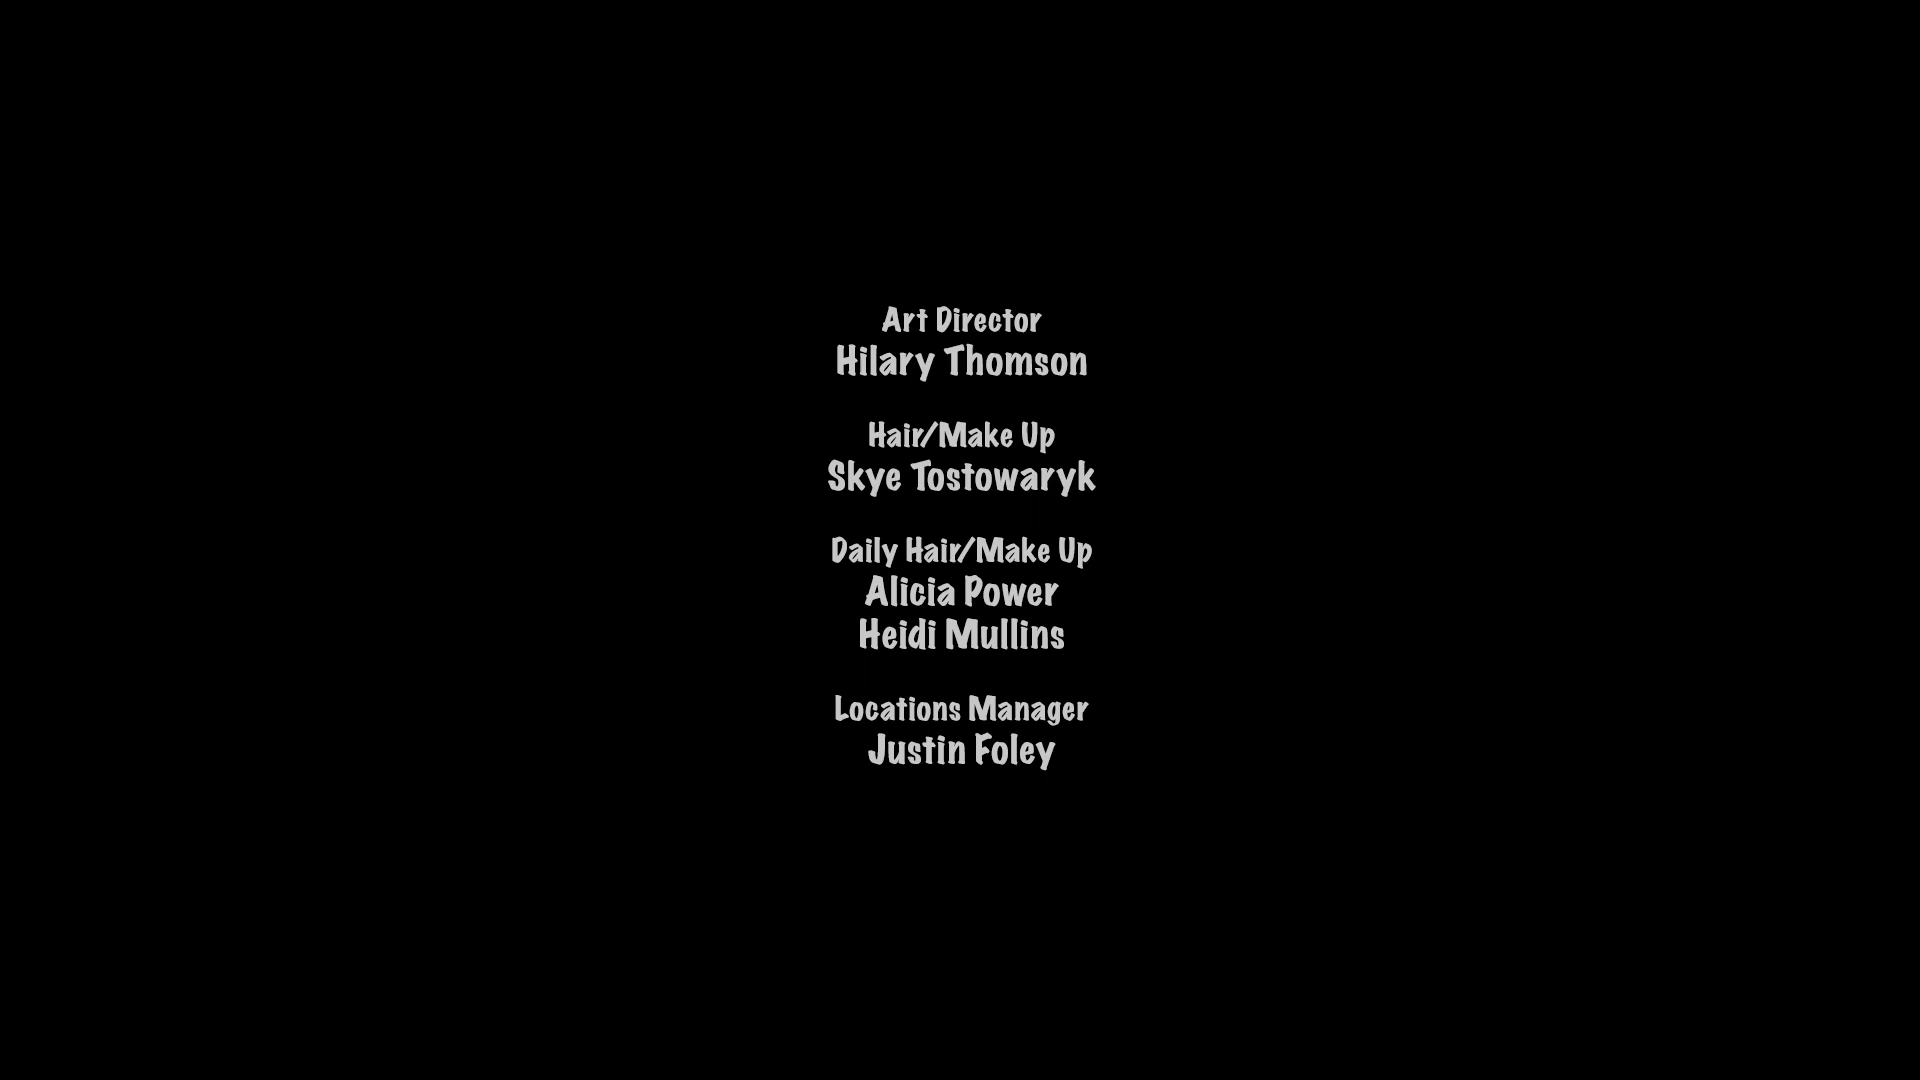 Art Director
Hilary Thomson
Hair/Make Up
Skye Tostowaryk
Daily Hair/Make Up
Alicia Power
Heidi Mullins
Locations Manager
Justin Foley